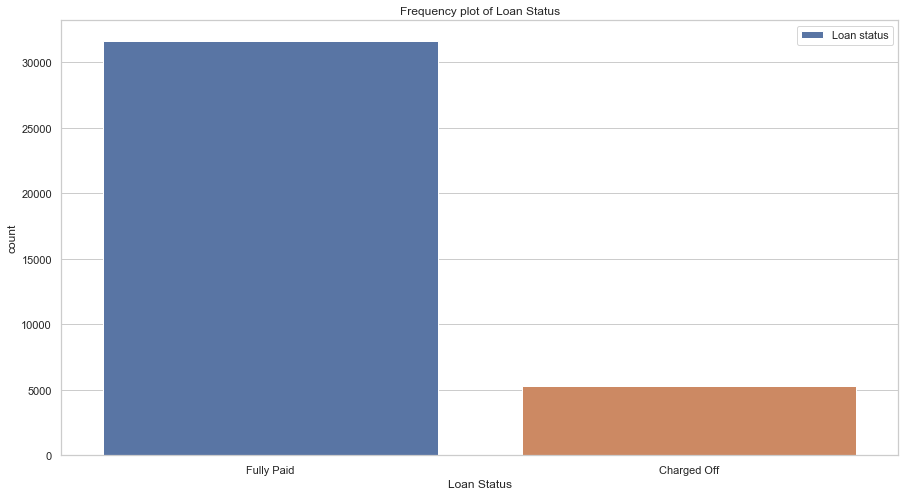 Frequency plot of Loan Status
Loan status
30000
25000
20000
15000
10000
5000
0
count
Fully Paid
Charged Off
Loan Status